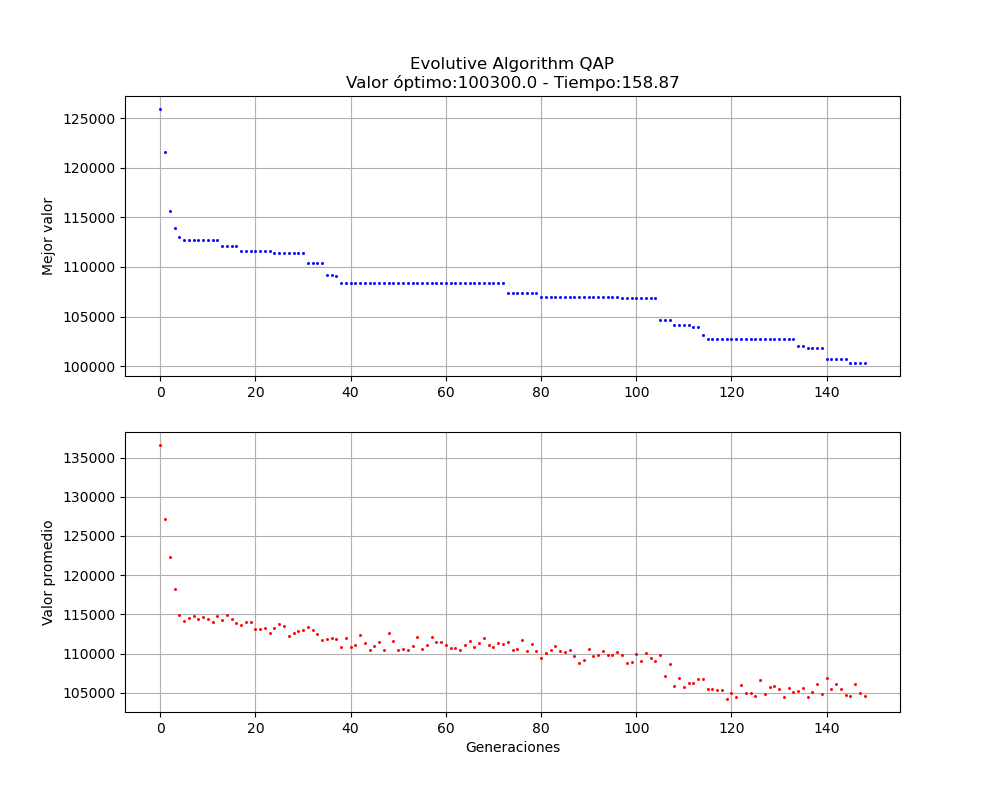 Evolutive Algorithm QAP
Valor óptimo:100300.0 - Tiempo:158.87
Mejor valor
125000
120000
115000
110000
105000
100000
0 20 40 60 80 100 120 140
Valor promedio
135000
130000
125000
120000
115000
110000
105000
0 20 40 60 80 100 120 140
Generaciones